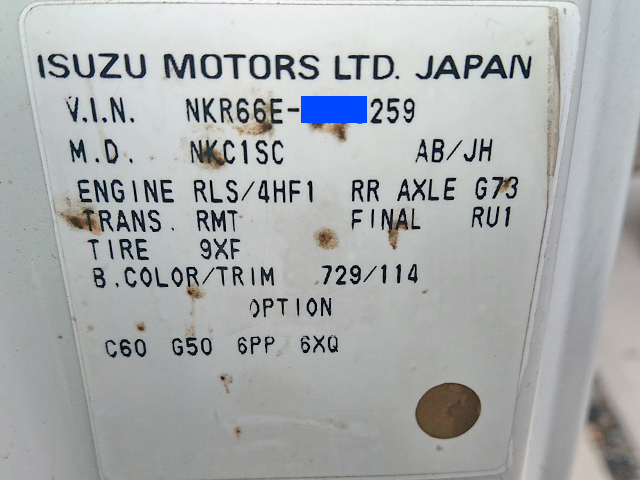 ISUZU MOTORS LTD. JAPAN
V.I.N. NKR66E- 259
M.D. NKC1SC AB/JH
ENGINE RLS/4HF1 RR AXLE G73
TRANS. RMT FINAL RU1
TIRE 9XF
B.COLOR/TRIM 729/114
OPTION
C60 G50 6PP 6XQ